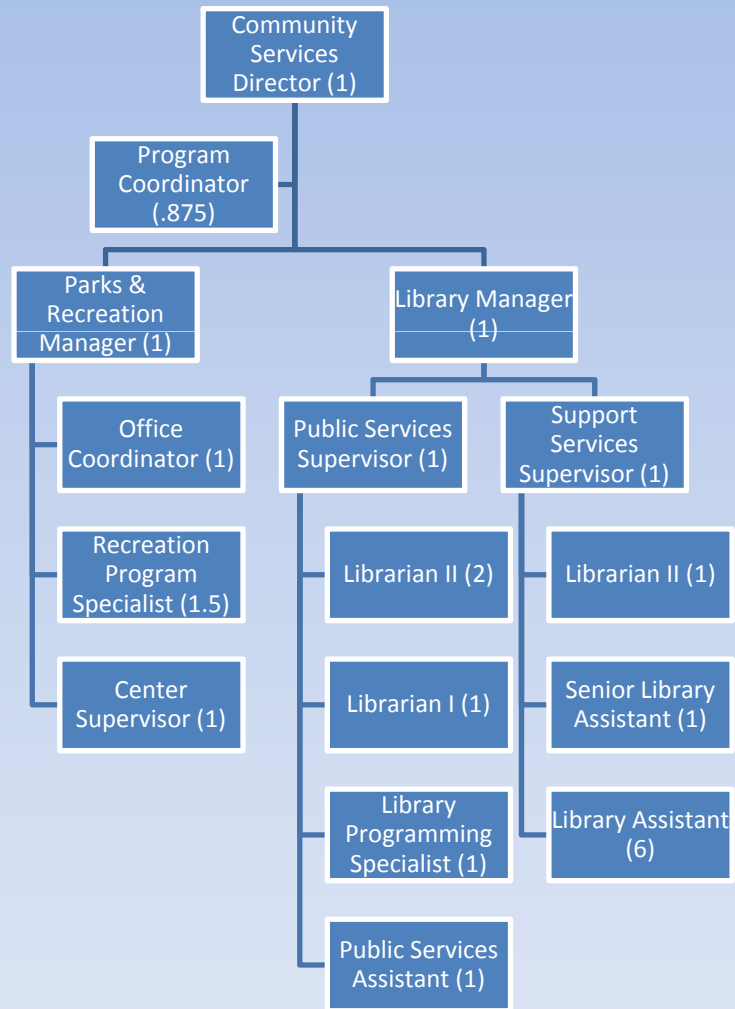 Community
Services
Director (1)
Program
Coordinator
(.875)
Parks &
Recreation
Manager (1)
Library Manager
(1)
Office
Coordinator (1)
Recreation
Program
Specialist (1.5)
Center
Supervisor (1)
Public Services
Supervisor (1)
Support
Services
Supervisor (1)
Librarian II (2)
Librarian I (1)
Library
Programming
Specialist (1)
Public Services
Assistant (1)
Librarian II (1)
Senior Library
Assistant (1)
Library Assistant
(6)